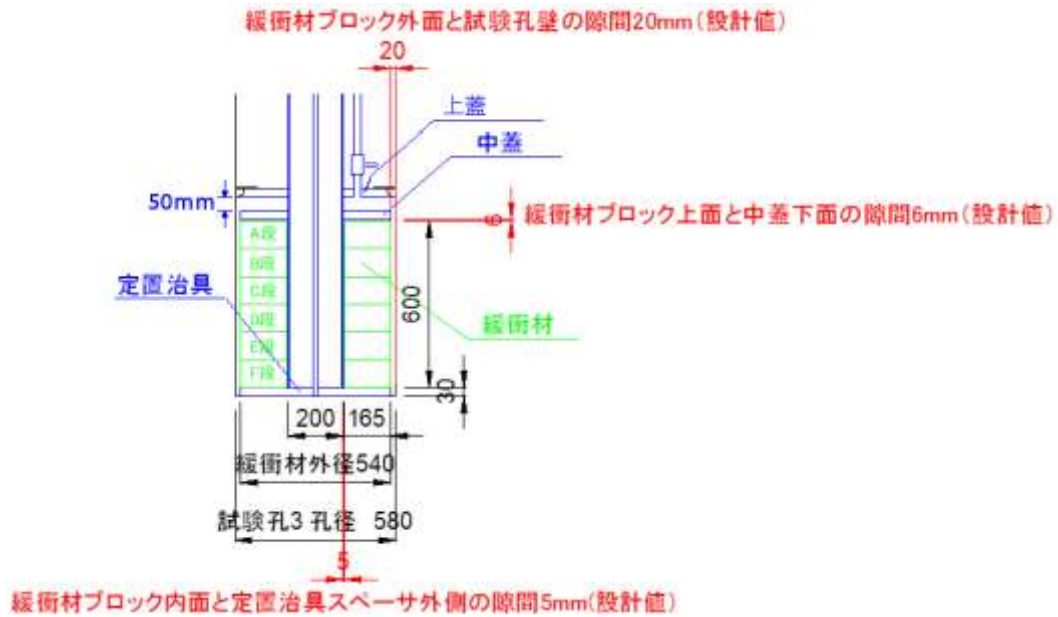 緩衝材ブロック外面と試験孔壁の隙間20mm(設計値)
20
上蓋
中蓋
50mm
6
緩衝材ブロック上面と中蓋下面の隙間6mm(設計値)
A段
B段
定置治具
C段
600
D段
緩衝材
E段
F段
30
200
165
緩衝材外径540
試験孔3 孔径 580
5
緩衝材ブロック内面と定置治具スペーサ外側の隙間5mm(設計値)